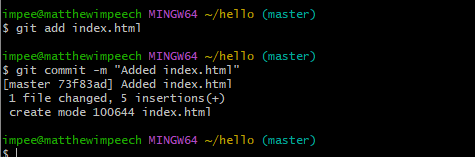 impee@matthewimpeech MINGW64 ~/hello (master)
$ git add index.html
impee@matthewimpeech MINGW64 ~/hello (master)
$ git commit -m "Added index.html"
[master 73f83ad] Added index.html
 1 file changed, 5 insertions(+)
 create mode 100644 index.html
impee@matthewimpeech MINGW64 ~/hello (master)
$